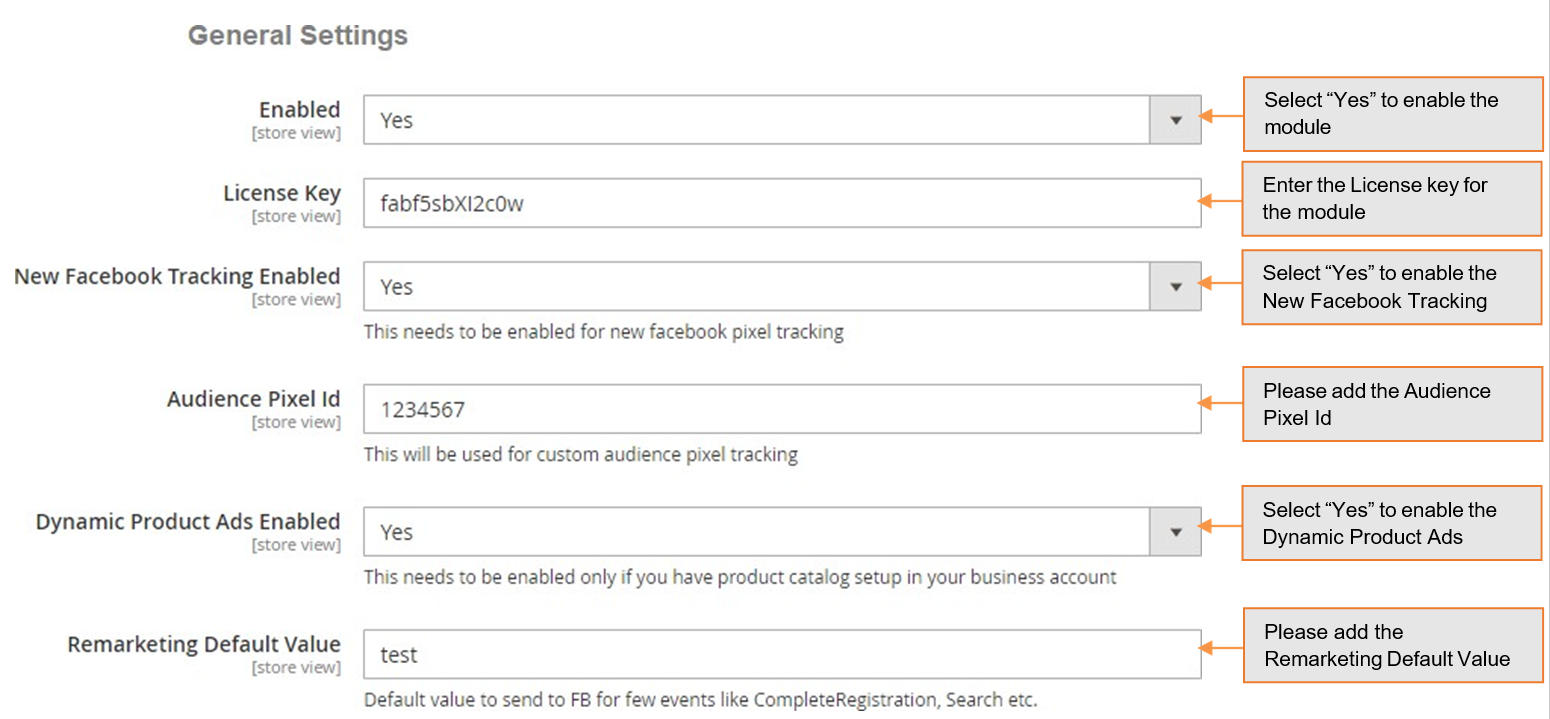 General Settings
Enabled
[store view]
Yes
Select “Yes” to enable the
module
License Key
[store view]
fabf5sbXI2c0w
Enter the License key for
the module
New Facebook Tracking Enabled
[store view]
Yes
This needs to be enabled for new facebook pixel tracking
Select “Yes” to enable the
New Facebook Tracking
Audience Pixel Id
[store view]
1234567
This will be used for custom audience pixel tracking
Please add the Audience
Pixel Id
Dynamic Product Ads Enabled
[store view]
Yes
This needs to be enabled only if you have product catalog setup in your business account
Select “Yes” to enable the
Dynamic Product Ads
Remarketing Default Value
[store view]
test
Default value to send to FB for few events like CompleteRegistration, Search etc.
Please add the
Remarketing Default Value